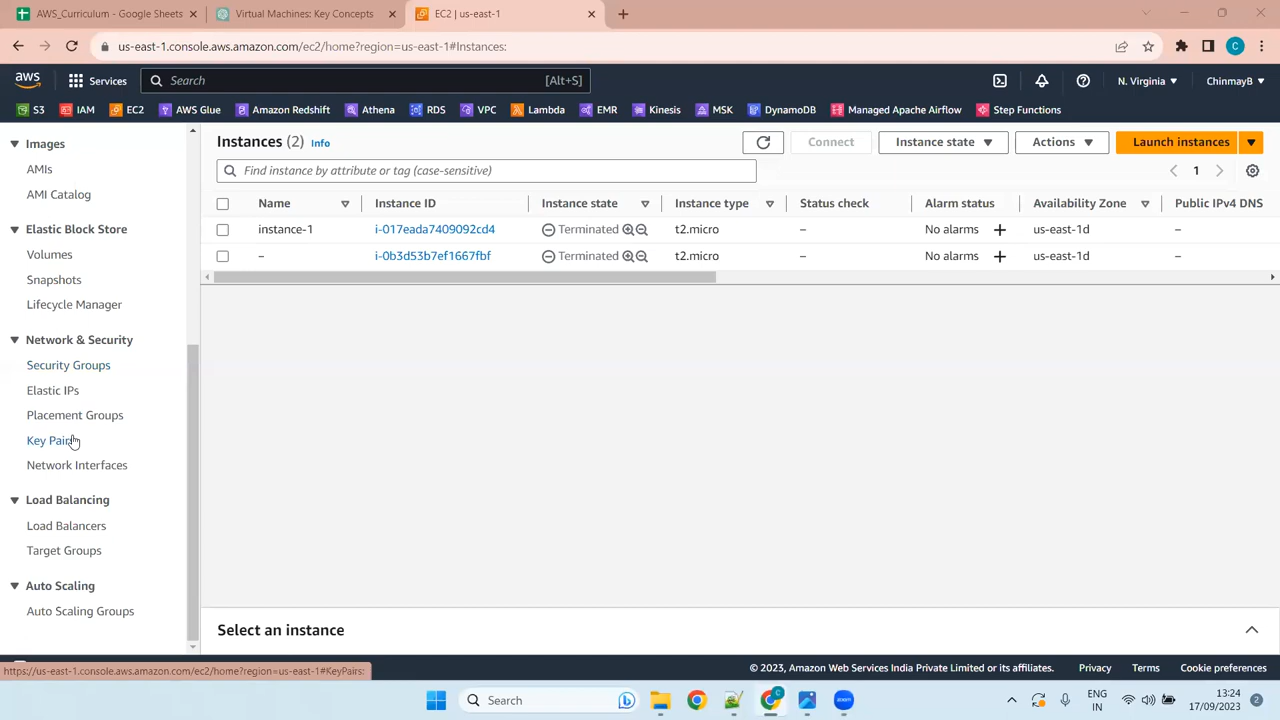 AWS_Curriculum - Google Sheets
Virtual Machines: Key Concepts
EC2 | us-east-1
us-east-1.console.aws.amazon.com/ec2/home?region=us-east-1#Instances:
C
aws
Services
Search
[Alt+S]
N. Virginia
ChinmayB
S3
IAM
EC2
AWS Glue
Amazon Redshift
Athena
RDS
VPC
Lambda
EMR
Kinesis
MSK
DynamoDB
Managed Apache Airflow
Step Functions
Images
AMIs
AMI Catalog
Elastic Block Store
Volumes
Snapshots
Lifecycle Manager
Network & Security
Security Groups
Elastic IPs
Placement Groups
Key Pairs
Network Interfaces
Load Balancing
Load Balancers
Target Groups
Auto Scaling
Auto Scaling Groups
Instances (2) Info
Connect
Instance state
Actions
Launch instances
Find instance by attribute or tag (case-sensitive)
1
Name Instance ID Instance state Instance type Status check Alarm status Availability Zone Public IPv4 DNS
instance-1 i-017eada7409092cd4 Terminated t2.micro – No alarms + us-east-1d –
– i-0b3d53b7ef1667fbf Terminated t2.micro – No alarms + us-east-1d –
Select an instance
https://us-east-1.console.aws.amazon.com/ec2/home?region=us-east-1#KeyPairs:
© 2023, Amazon Web Services India Private Limited or its affiliates.
Privacy
Terms
Cookie preferences
Search
ENG
IN
13:24
17/09/2023
2